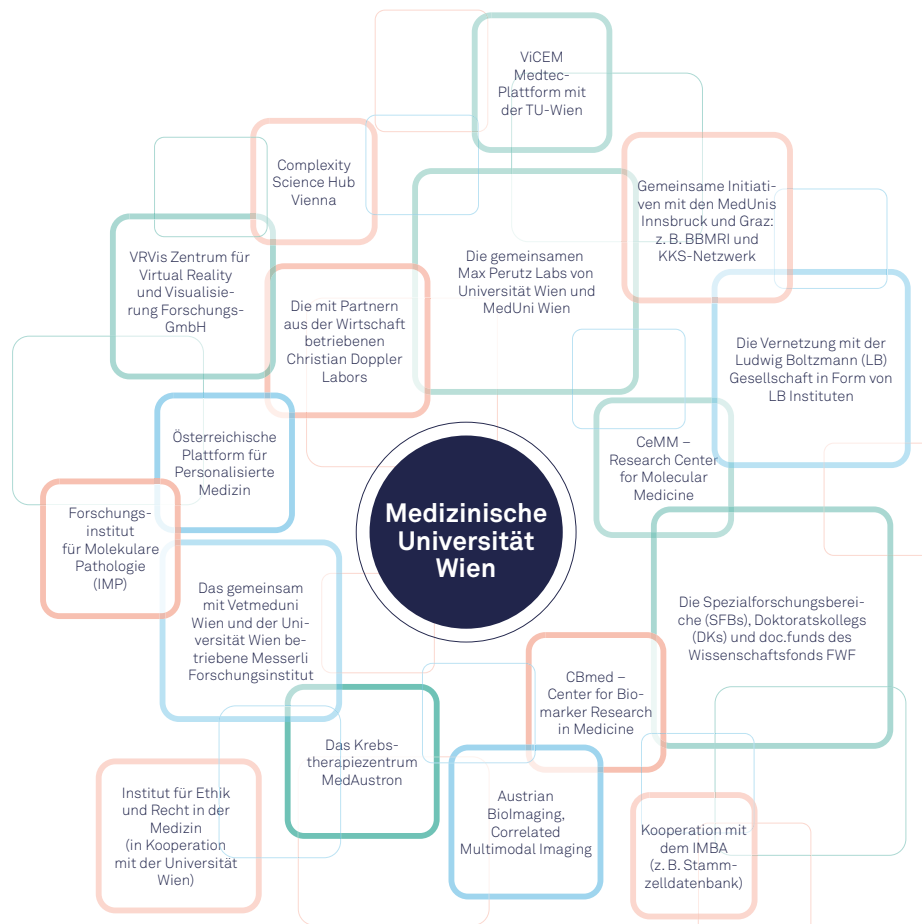 ViCEM
Medtec-
Plattform mit
der TU-Wien
Complexity
Science Hub
Vienna
Gemeinsame Initiati-
ven mit den MedUnis
Innsbruck und Graz:
z. B. BBMRI und
KKS-Netzwerk
VRVis Zentrum für
Virtual Reality
und Visualisie-
rung Forschungs-
GmbH
Die gemeinsamen
Max Perutz Labs von
Universität Wien und
MedUni Wien
Die mit Partnern
aus der Wirtschaft
betriebenen
Christian Doppler
Labors
Die Vernetzung mit der
Ludwig Boltzmann (LB)
Gesellschaft in Form von
LB Instituten
Österreichische
Plattform für
Personalisierte
Medizin
CeMM –
Research Center
for Molecular
Medicine
Medizinische
Universität
Wien
Forschungs-
institut
für Molekulare
Pathologie
(IMP)
Das gemeinsam
mit Vetmeduni
Wien und der Uni-
versität Wien be-
triebene Messerli
Forschungsinstitut
Die Spezialforschungsberei-
che (SFBs), Doktoratskollegs
(DKs) und doc.funds des
Wissenschaftsfonds FWF
CBmed –
Center for Bio-
marker Research
in Medicine
Das Krebs-
therapiezentrum
MedAustron
Institut für Ethik
und Recht in der
Medizin
(in Kooperation
mit der Universität
Wien)
Austrian
BioImaging,
Correlated
Multimodal Imaging
Kooperation mit
dem IMBA
(z. B. Stamm-
zelldatenbank)